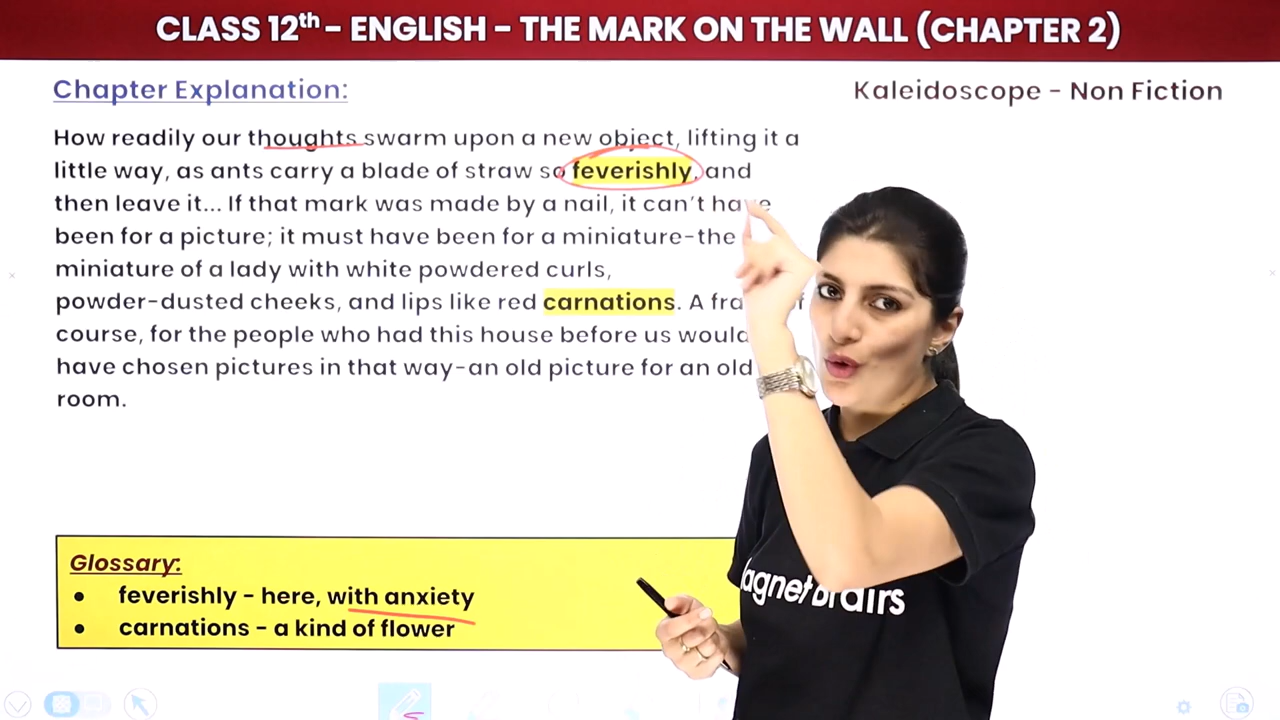 CLASS 12th - ENGLISH - THE MARK ON THE WALL (CHAPTER 2)
Chapter Explanation:
Kaleidoscope - Non Fiction
How readily our thoughts swarm upon a new object, lifting it a
little way, as ants carry a blade of straw so feverishly, and
then leave it... If that mark was made by a nail, it can't have
been for a picture; it must have been for a miniature-the
miniature of a lady with white powdered curls,
powder-dusted cheeks, and lips like red carnations. A
course, for the people who had this house before us would
have chosen pictures in that way-an old picture for an old
room.
Glossary:
• feverishly - here, with anxiety
• carnations - a kind of flower